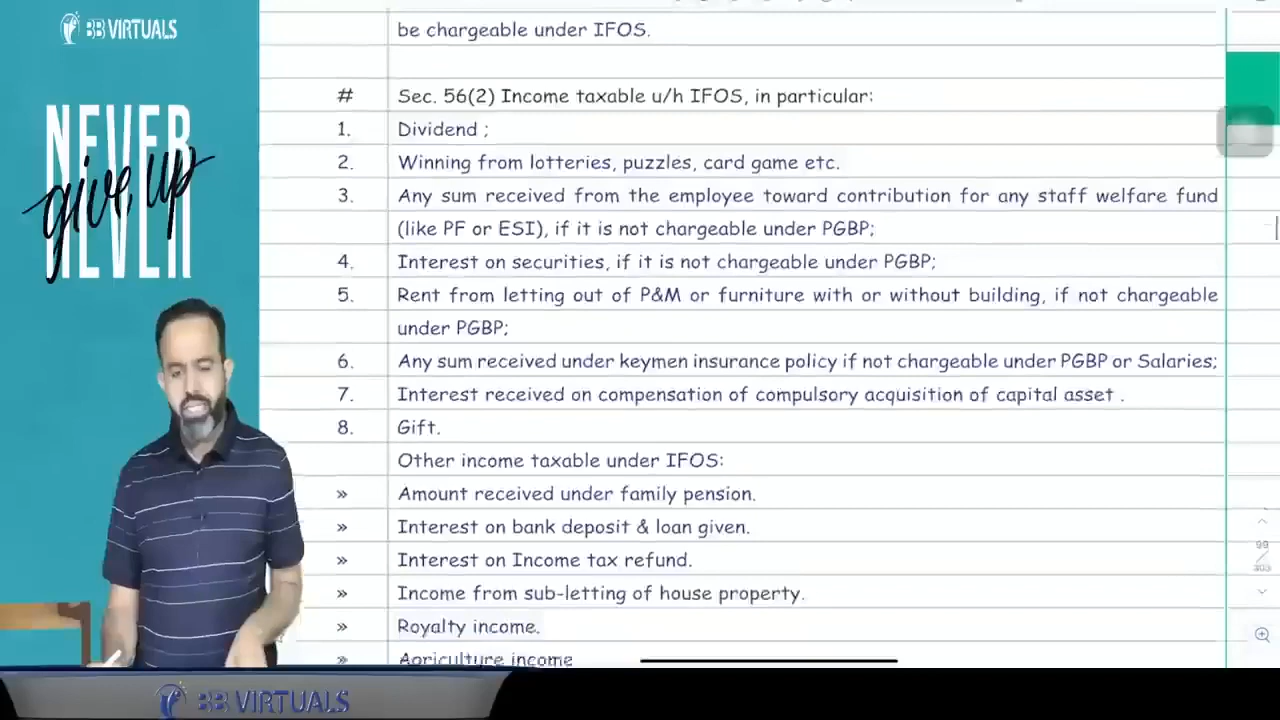 BB VIRTUALS
NEVER
give up
NEVER
be chargeable under IFOS.
# Sec. 56(2) Income taxable u/h IFOS, in particular:
1. Dividend ;
2. Winning from lotteries, puzzles, card game etc.
3. Any sum received from the employee toward contribution for any staff welfare fund
(like PF or ESI), if it is not chargeable under PGBP;
4. Interest on securities, if it is not chargeable under PGBP;
5. Rent from letting out of P&M or furniture with or without building, if not chargeable
under PGBP;
6. Any sum received under keymen insurance policy if not chargeable under PGBP or Salaries;
7. Interest received on compensation of compulsory acquisition of capital asset .
8. Gift.
Other income taxable under IFOS:
» Amount received under family pension.
» Interest on bank deposit & loan given.
» Interest on Income tax refund.
» Income from sub-letting of house property.
» Royalty income.
» Agriculture income
99
303
BB VIRTUALS